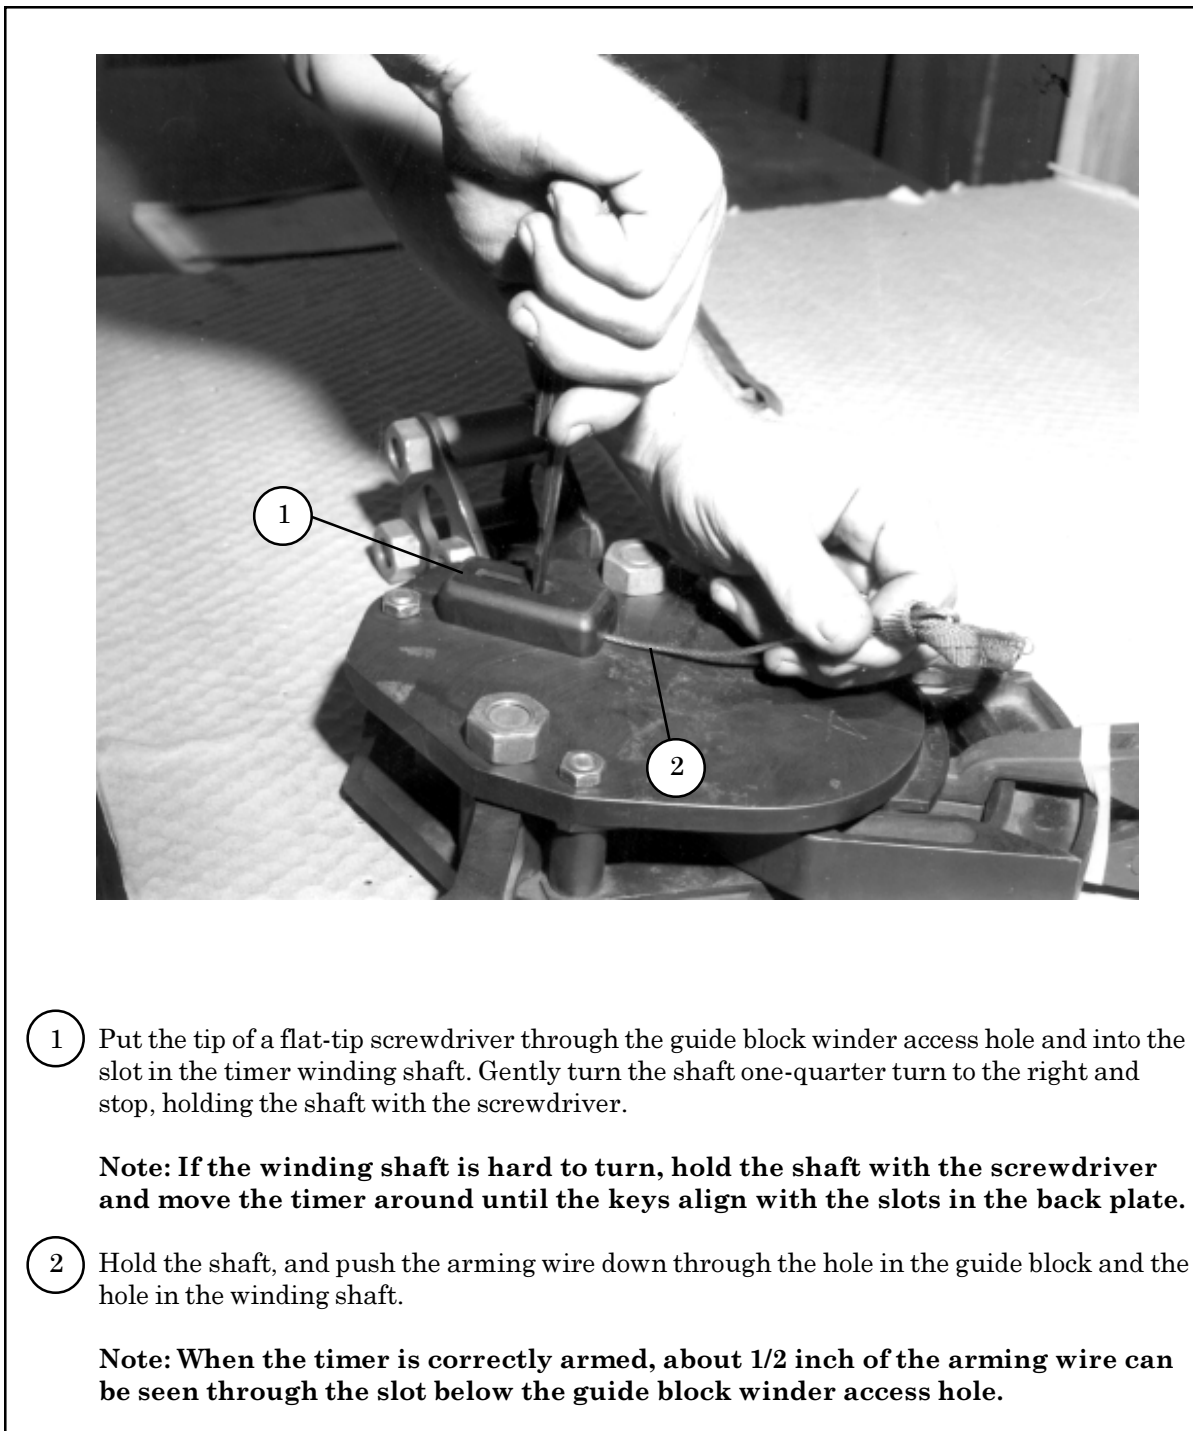 1
2
1 Put the tip of a flat-tip screwdriver through the guide block winder access hole and into the
slot in the timer winding shaft. Gently turn the shaft one-quarter turn to the right and
stop, holding the shaft with the screwdriver.
Note: If the winding shaft is hard to turn, hold the shaft with the screwdriver
and move the timer around until the keys align with the slots in the back plate.
2 Hold the shaft, and push the arming wire down through the hole in the guide block and the
hole in the winding shaft.
Note: When the timer is correctly armed, about 1/2 inch of the arming wire can
be seen through the slot below the guide block winder access hole.